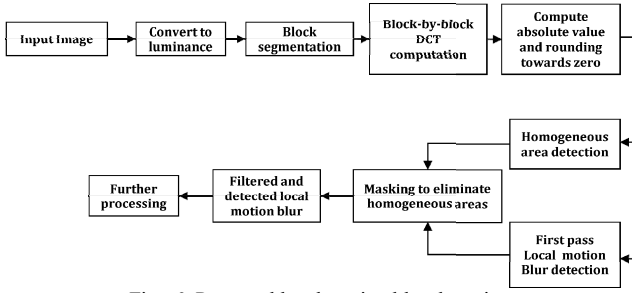 Input Image
Convert to
luminance
Block
segmentation
Block-by-block
DCT
computation
Compute
absolute value
and rounding
towards zero
Homogeneous
area detection
Further
processing
Filtered and
detected local
motion blur
Masking to eliminate
homogeneous areas
First pass
Local motion
Blur detection